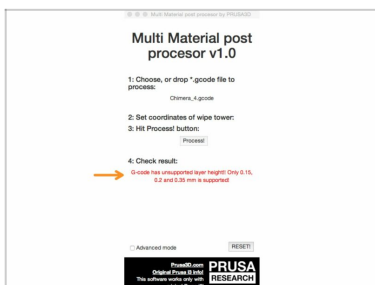 Multi Material post procesor by PRUSA3D
Multi Material post
procesor v1.0
1: Choose, or drop *.gcode file to
process:
Chimera_4.gcode
2: Set coordinates of wipe tower:
3: Hit Process! button:
Process!
4: Check result:
G-code has unsupported layer height! Only 0.15,
0.2 and 0.35 mm is supported!
Advanced mode
RESET!
Prusa3D.com
Original Prusa i3 info!
This software works only with
PRUSA
RESEARCH